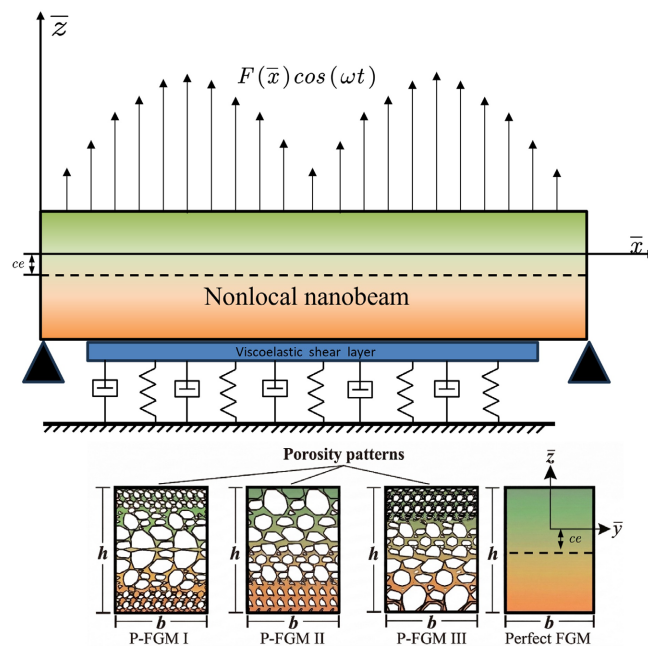 z̅
F(x̅)cos(ωt)
x̅
ce
Nonlocal nanobeam
Viscoelastic shear layer
Porosity patterns
z̅
h
h
h
h
y̅
ce
b
b
b
b
P-FGM I
P-FGM II
P-FGM III
Perfect FGM